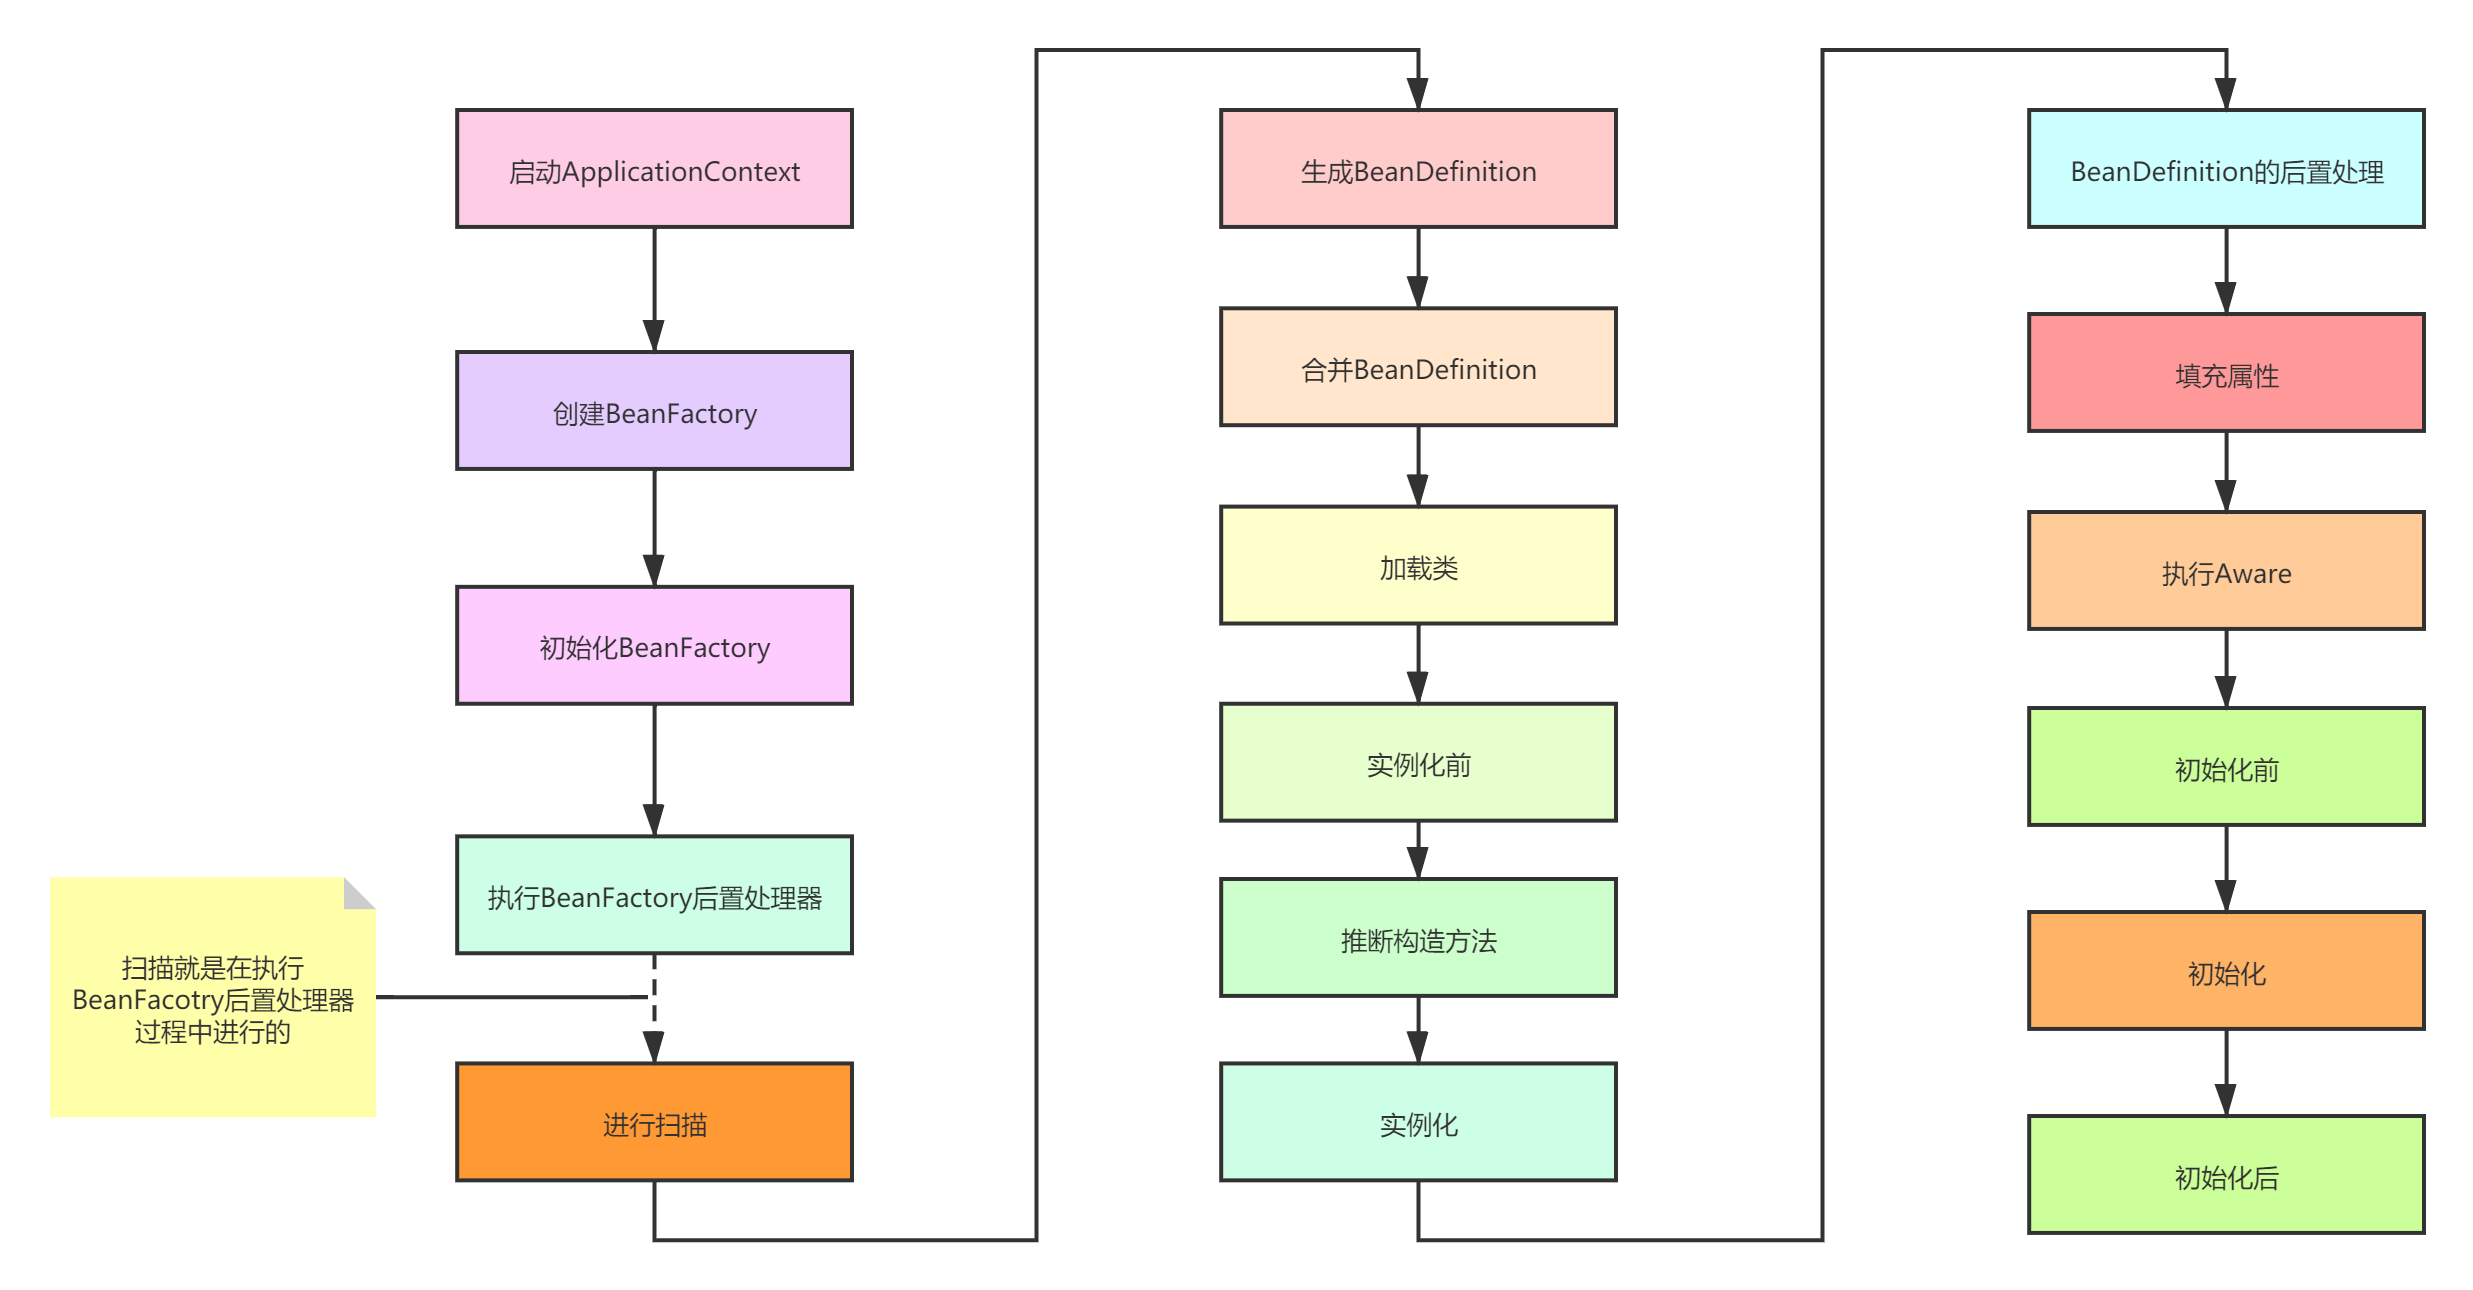 启动ApplicationContext
创建BeanFactory
初始化BeanFactory
执行BeanFactory后置处理器
扫描就是在执行
BeanFacotry后置处理器
过程中进行的
进行扫描
生成BeanDefinition
合并BeanDefinition
加载类
实例化前
推断构造方法
实例化
BeanDefinition的后置处理
填充属性
执行Aware
初始化前
初始化
初始化后